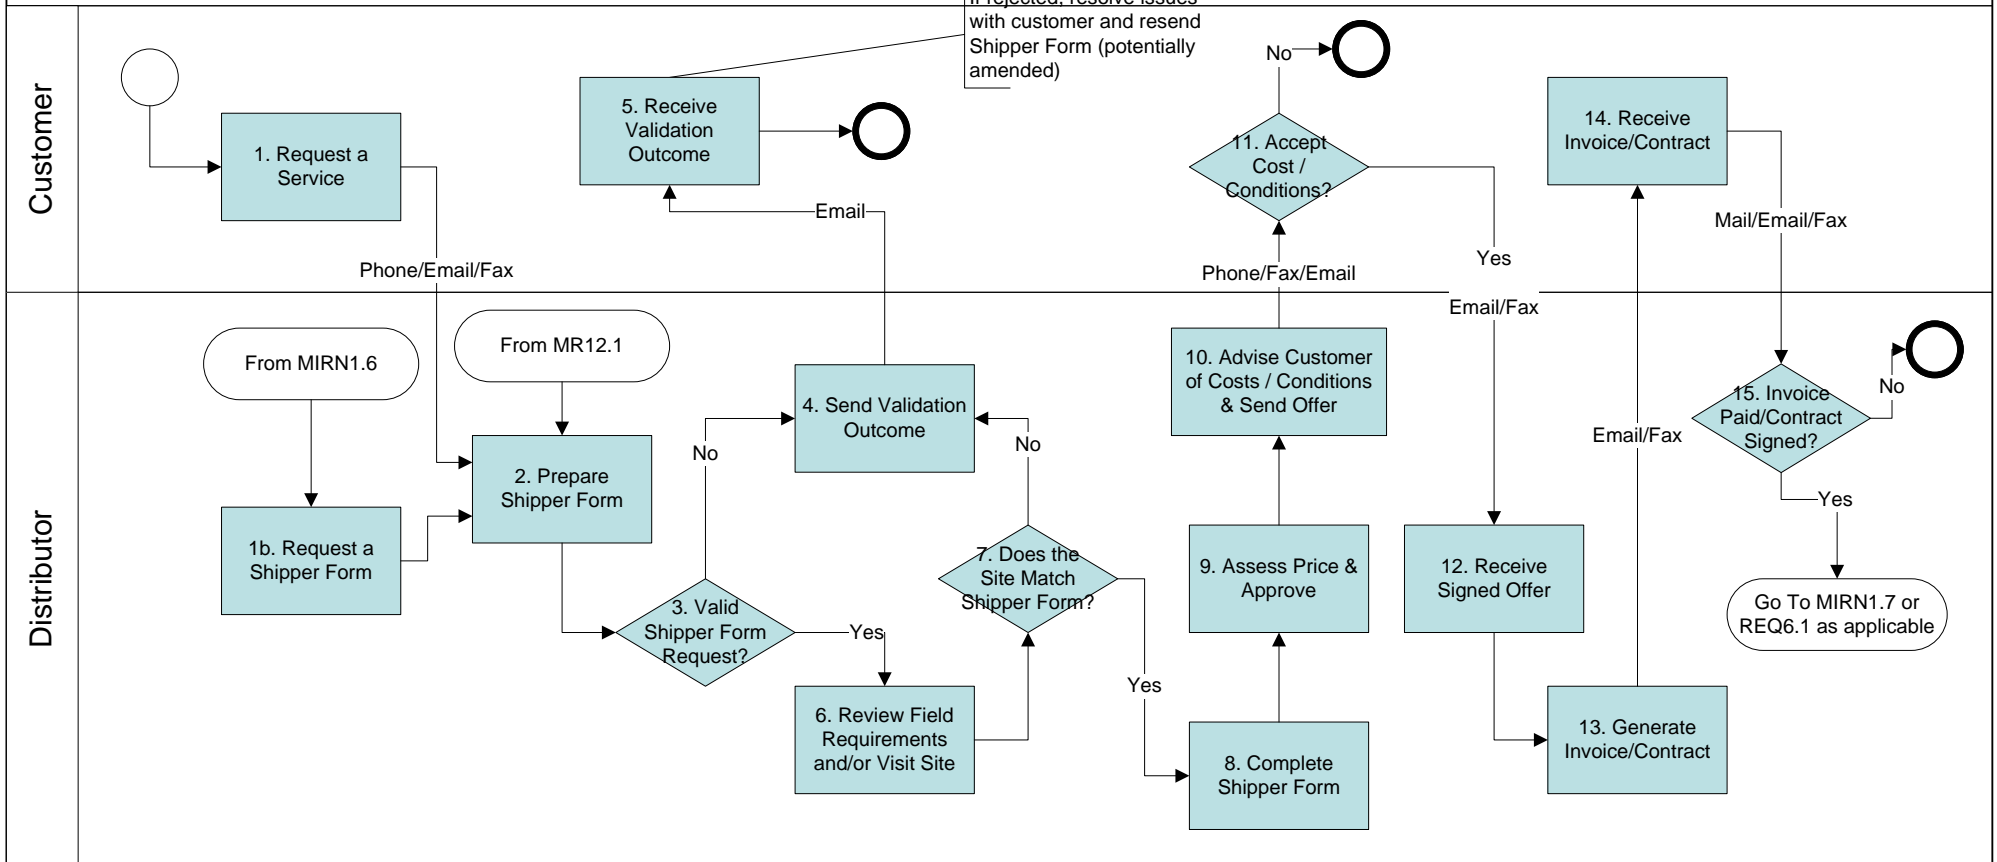 If rejected, resolve issues
with customer and resend
Shipper Form (potentially
amended)
Customer
1. Request a
Service
5. Receive
Validation
Outcome
No
11. Accept
Cost /
Conditions?
14. Receive
Invoice/Contract
Email
Phone/Email/Fax
Phone/Fax/Email
Yes
Mail/Email/Fax
Email/Fax
Distributor
From MIRN1.6
From MR12.1
1b. Request a
Shipper Form
2. Prepare
Shipper Form
No
3. Valid
Shipper Form
Request?
Yes
4. Send Validation
Outcome
No
6. Review Field
Requirements
and/or Visit Site
7. Does the
Site Match
Shipper Form?
Yes
8. Complete
Shipper Form
9. Assess Price &
Approve
10. Advise Customer
of Costs / Conditions
& Send Offer
12. Receive
Signed Offer
13. Generate
Invoice/Contract
Email/Fax
15. Invoice
Paid/Contract
Signed?
No
Yes
Go To MIRN1.7 or
REQ6.1 as applicable